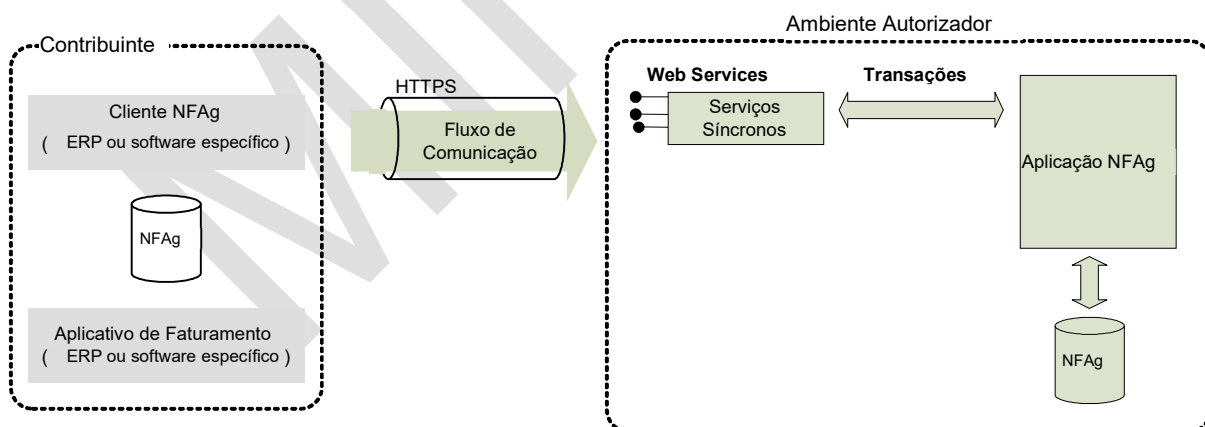 Ambiente Autorizador
Contribuinte
Cliente NFAg
( ERP ou software específico )
NFAg
Aplicativo de Faturamento
( ERP ou software específico )
HTTPS
Fluxo de
Comunicação
Web Services
Transações
Serviços
Síncronos
Aplicação NFAg
NFAg